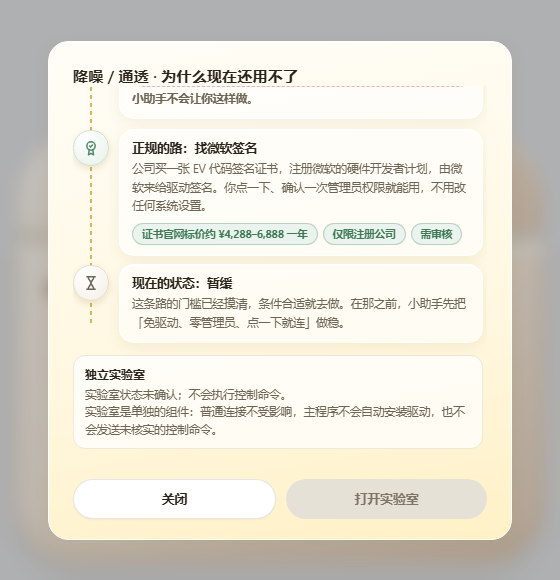 降噪 / 通透 · 为什么现在还用不了
小助手不会让你这样做。
正规的路：找微软签名
公司买一张 EV 代码签名证书，注册微软的硬件开发者计划，由微
软来给驱动签名。你点一下、确认一次管理员权限就能用，不用改
任何系统设置。
证书官网标价约 ¥4,288–6,888 一年
仅限注册公司
需审核
现在的状态：暂缓
这条路的门槛已经摸清，条件合适就去做。在那之前，小助手先把
「免驱动、零管理员、点一下就连」做稳。
独立实验室
实验室状态未确认；不会执行控制命令。
实验室是单独的组件：普通连接不受影响，主程序不会自动安装驱动，也不
会发送未核实的控制命令。
关闭
打开实验室